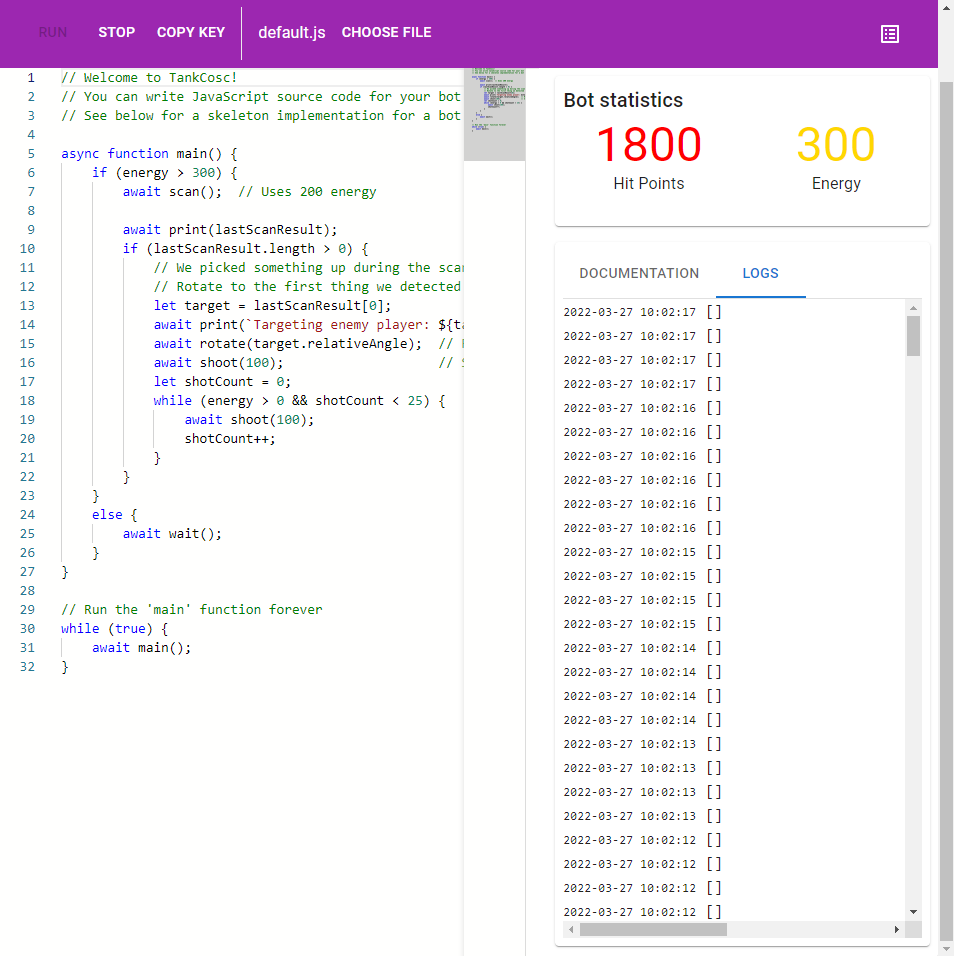 RUN STOP COPY KEY default.js CHOOSE FILE
1 // Welcome to TankCosc!
2 // You can write JavaScript source code for your bot
3 // See below for a skeleton implementation for a bot
4
5 async function main() {
6 if (energy > 300) {
7 await scan();  // Uses 200 energy
8
9 await print(lastScanResult);
10 if (lastScanResult.length > 0) {
11 // We picked something up during the scan
12 // Rotate to the first thing we detected
13 let target = lastScanResult[0];
14 await print(`Targeting enemy player: ${ta
15 await rotate(target.relativeAngle);  //
16 await shoot(100); //
17 let shotCount = 0;
18 while (energy > 0 && shotCount < 25) {
19 await shoot(100);
20 shotCount++;
21 }
22 }
23 }
24 else {
25 await wait();
26 }
27 }
28
29 // Run the 'main' function forever
30 while (true) {
31 await main();
32 }
Bot statistics
1800 300
Hit Points Energy
DOCUMENTATION LOGS
2022-03-27 10:02:17 []
2022-03-27 10:02:17 []
2022-03-27 10:02:17 []
2022-03-27 10:02:17 []
2022-03-27 10:02:16 []
2022-03-27 10:02:16 []
2022-03-27 10:02:16 []
2022-03-27 10:02:16 []
2022-03-27 10:02:16 []
2022-03-27 10:02:16 []
2022-03-27 10:02:15 []
2022-03-27 10:02:15 []
2022-03-27 10:02:15 []
2022-03-27 10:02:15 []
2022-03-27 10:02:14 []
2022-03-27 10:02:14 []
2022-03-27 10:02:14 []
2022-03-27 10:02:14 []
2022-03-27 10:02:13 []
2022-03-27 10:02:13 []
2022-03-27 10:02:13 []
2022-03-27 10:02:13 []
2022-03-27 10:02:12 []
2022-03-27 10:02:12 []
2022-03-27 10:02:12 []
2022-03-27 10:02:12 []